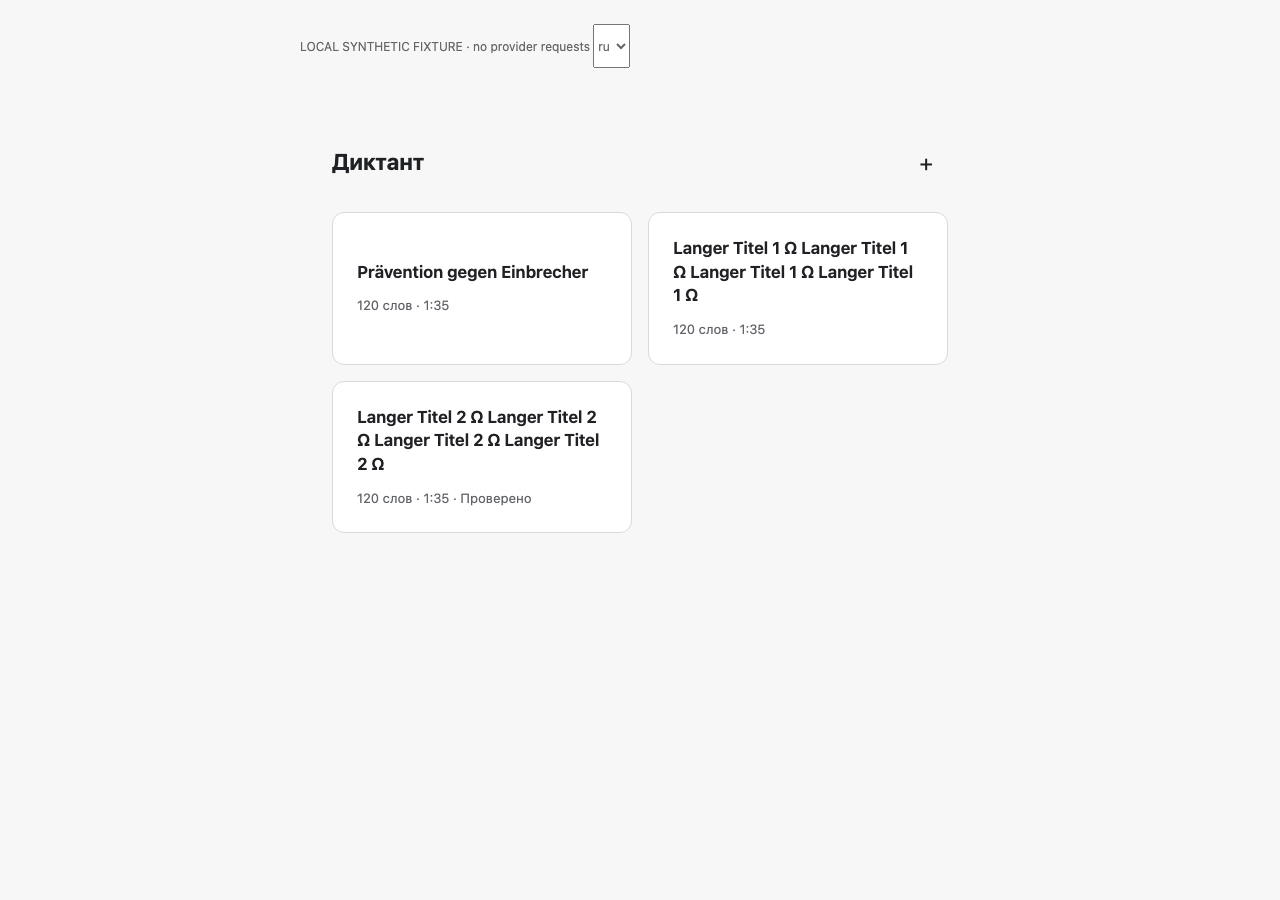 LOCAL SYNTHETIC FIXTURE · no provider requests ru
Диктант
+
Prävention gegen Einbrecher
120 слов · 1:35
Langer Titel 1 Ω Langer Titel 1
Ω Langer Titel 1 Ω Langer Titel
1 Ω
120 слов · 1:35
Langer Titel 2 Ω Langer Titel 2
Ω Langer Titel 2 Ω Langer Titel
2 Ω
120 слов · 1:35 · Проверено